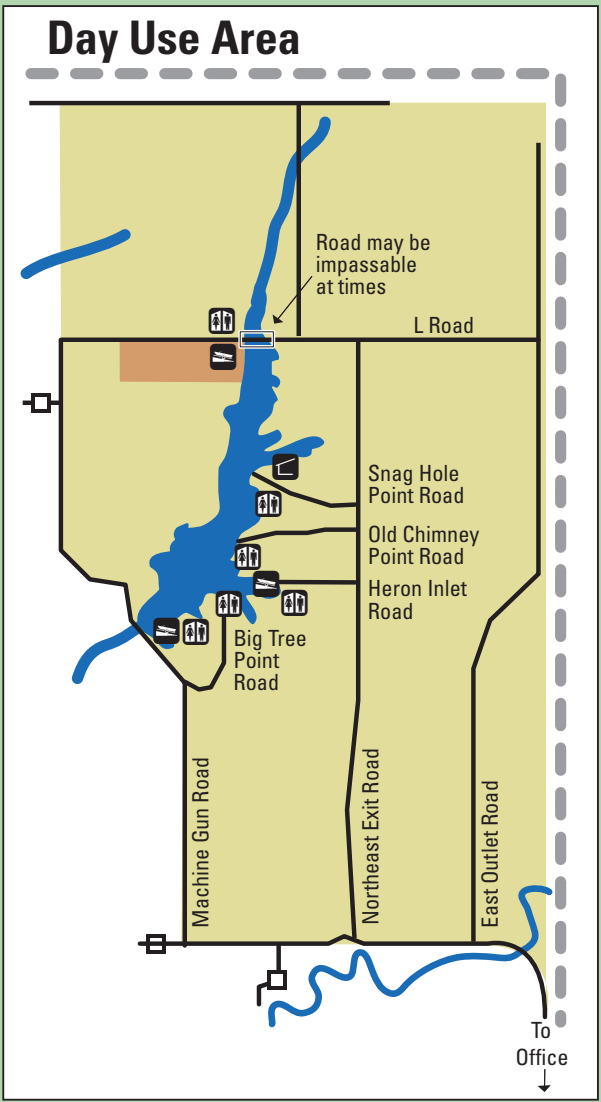 Day Use Area
Road may be
impassable
at times
L Road
Snag Hole
Point Road
Old Chimney
Point Road
Heron Inlet
Road
Big Tree
Point
Road
Machine Gun Road
Northeast Exit Road
East Outlet Road
To
Office